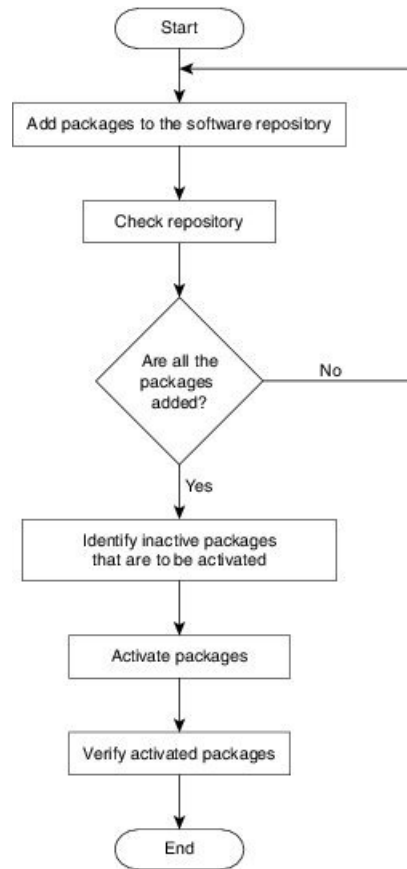 Start
Add packages to the software repository
Check repository
Are all the
packages
added?
No
Yes
Identify inactive packages
that are to be activated
Activate packages
Verify activated packages
End